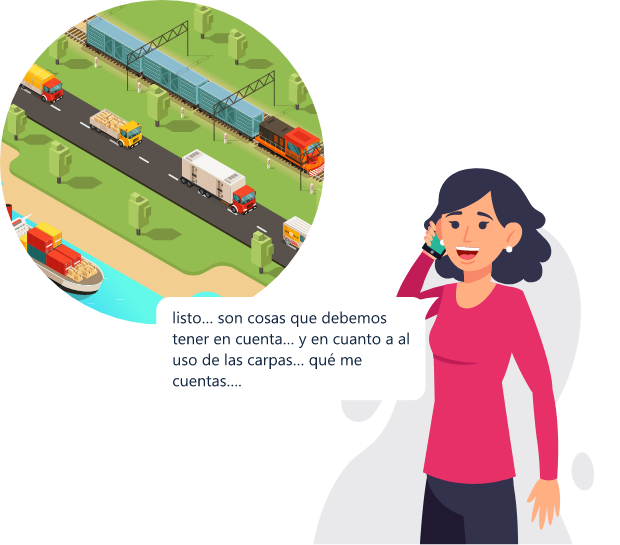 listo... son cosas que debemos
tener en cuenta... y en cuanto a al
uso de las carpas... qué me
cuentas....